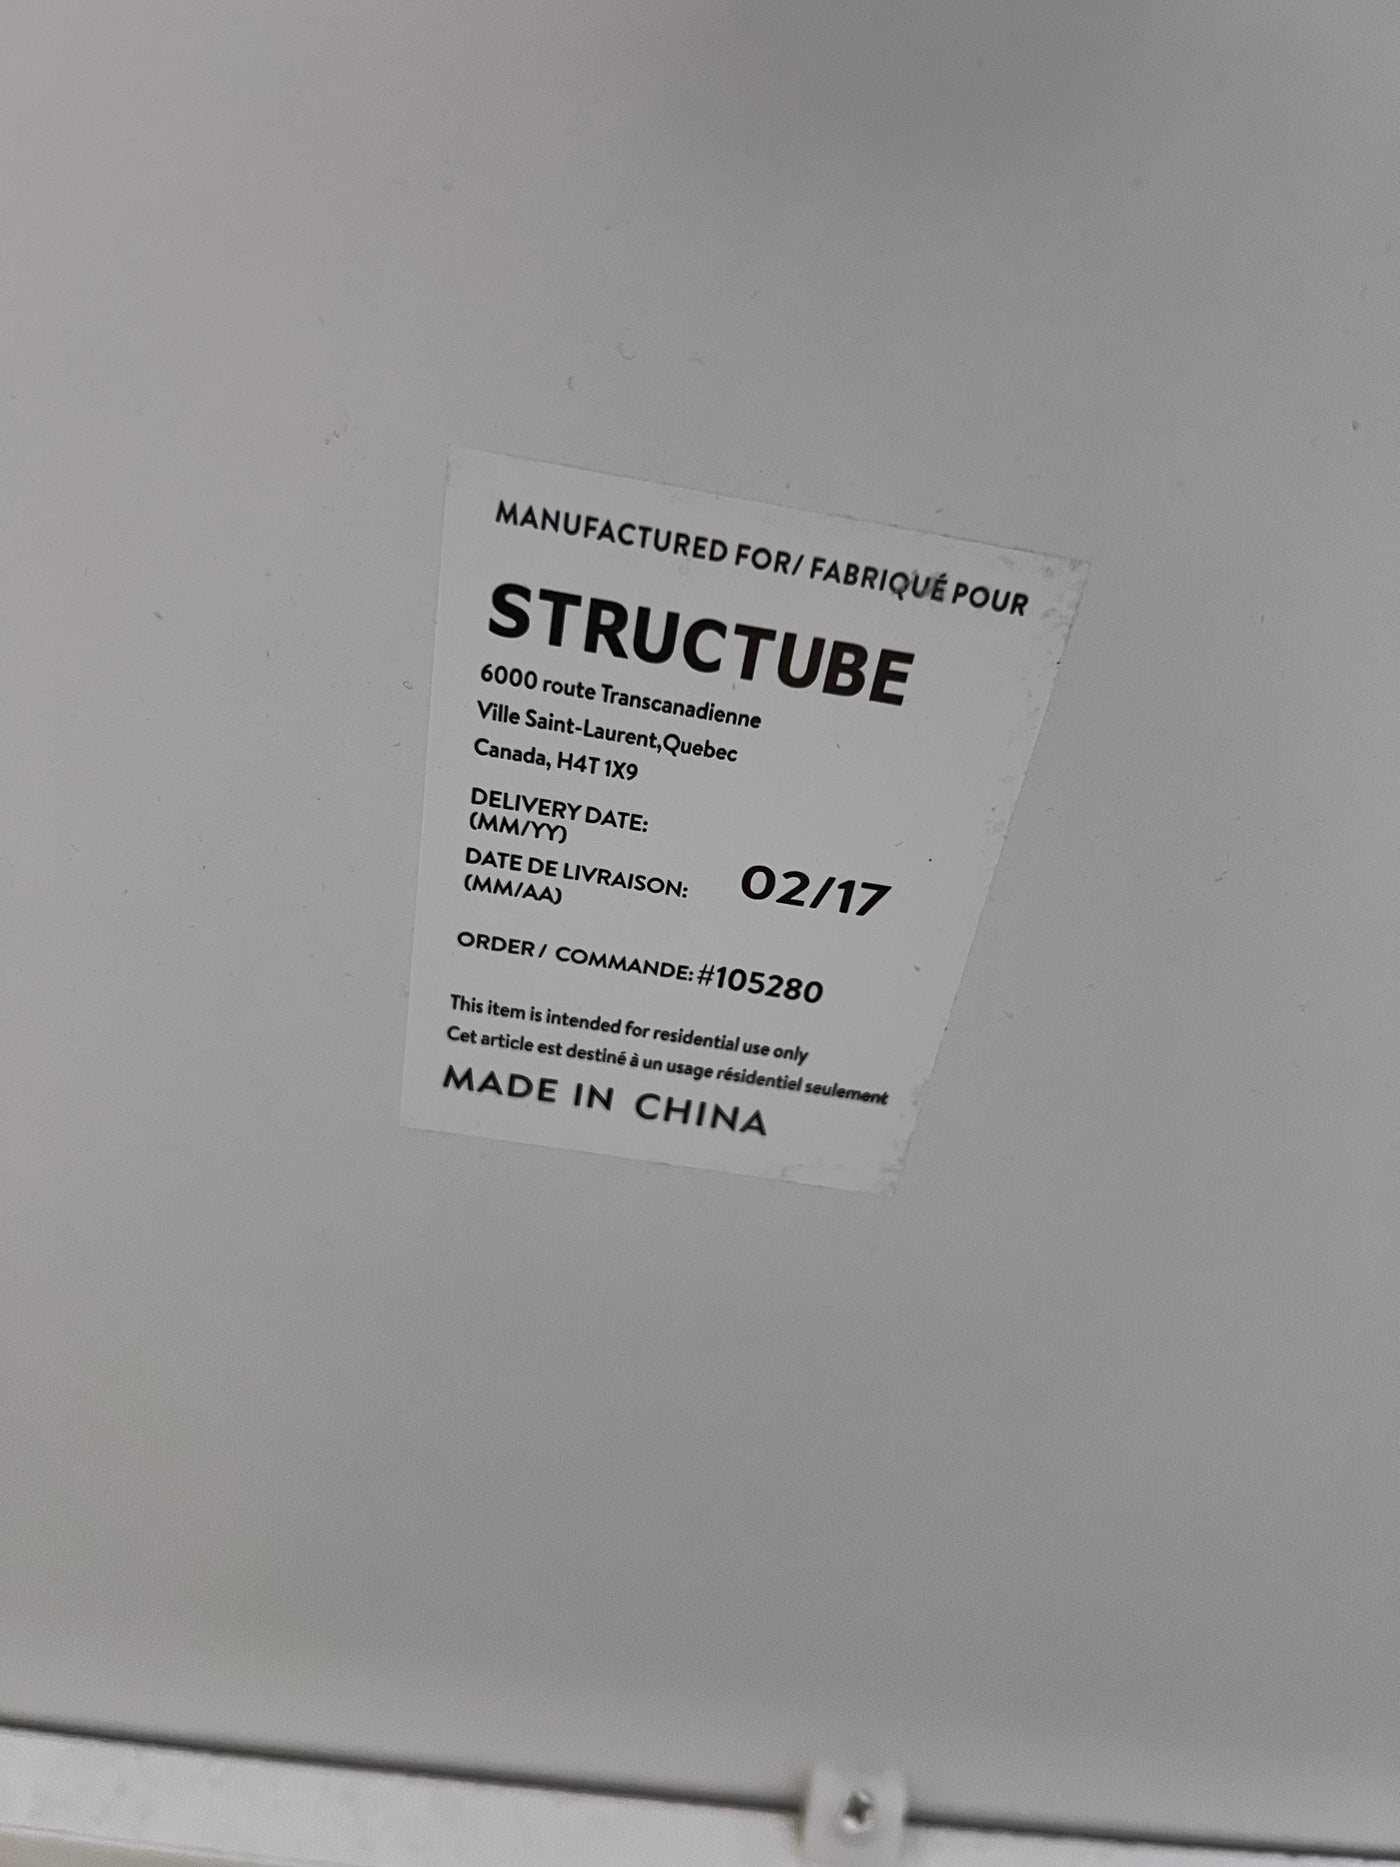 MANUFACTURED FOR/ FABRIQUÉ POUR
STRUCTUBE
6000 route Transcanadienne
Ville Saint-Laurent,Quebec
Canada, H4T 1X9
DELIVERY DATE:
(MM/YY)
DATE DE LIVRAISON: 02/17
(MM/AA)
ORDER / COMMANDE: #105280
This item is intended for residential use only
Cet article est destiné à un usage résidentiel seulement
MADE IN CHINA